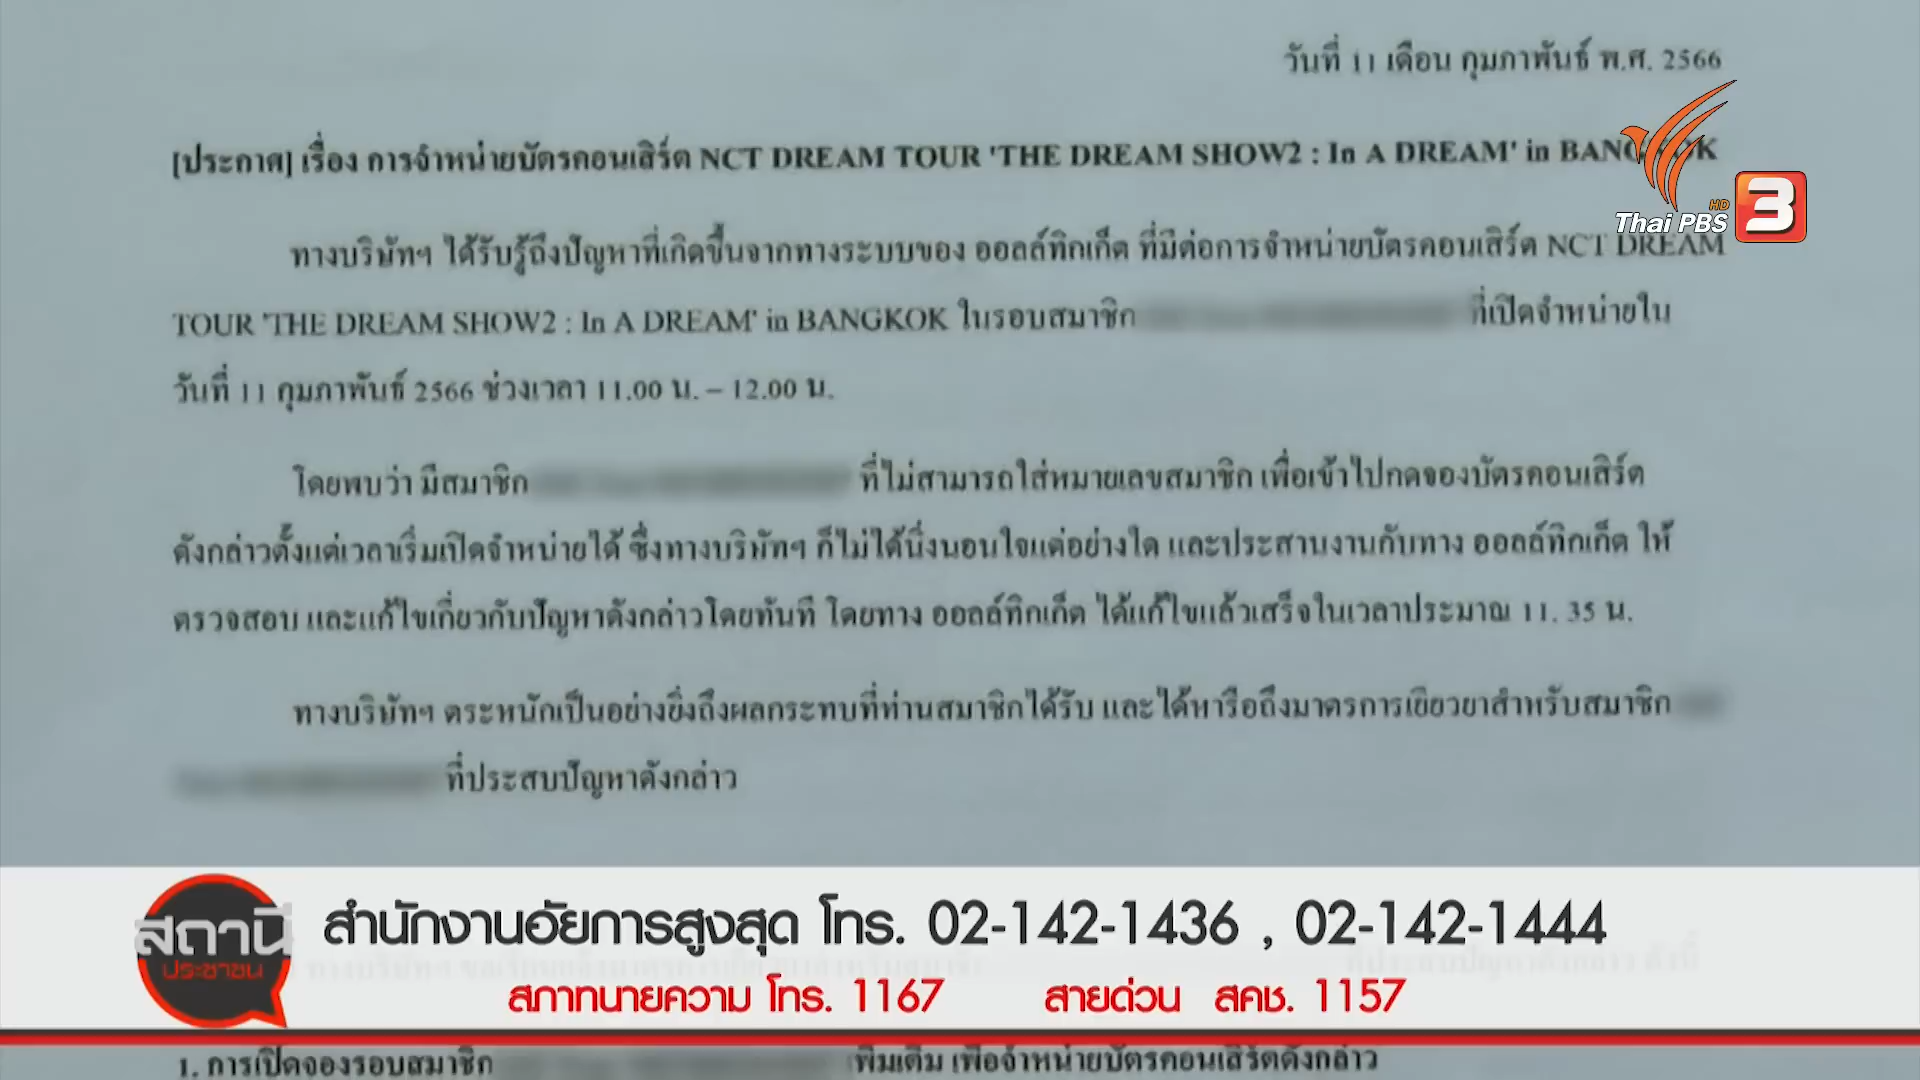 วันที่ 11 เดือน กุมภาพันธ์ พ.ศ. 2566
[ประกาศ] เรื่อง การจำหน่ายบัตรคอนเสิร์ต NCT DREAM TOUR 'THE DREAM SHOW2 : In A DREAM' in BANGKOK
HD
Thai PBS 3
ทางบริษัทฯ ได้รับรู้ถึงปัญหาที่เกิดขึ้นจากทางระบบของ ออลล์ทิกเก็ต ที่มีต่อการจำหน่ายบัตรคอนเสิร์ต NCT DREAM
TOUR 'THE DREAM SHOW2 : In A DREAM' in BANGKOK ในรอบสมาชิก ที่เปิดจำหน่ายใน
วันที่ 11 กุมภาพันธ์ 2566 ช่วงเวลา 11.00 น. – 12.00 น.
โดยพบว่า มีสมาชิก ที่ไม่สามารถใส่หมายเลขสมาชิก เพื่อเข้าไปกดจองบัตรคอนเสิร์ต
ดังกล่าวตั้งแต่เวลาเริ่มเปิดจำหน่ายได้ ซึ่งทางบริษัทฯ ก็ไม่ได้นิ่งนอนใจแต่อย่างใด และประสานงานกับทาง ออลล์ทิกเก็ต ให้
ตรวจสอบ และแก้ไขเกี่ยวกับปัญหาดังกล่าวโดยทันที โดยทาง ออลล์ทิกเก็ต ได้แก้ไขแล้วเสร็จในเวลาประมาณ 11. 35 น.
ทางบริษัทฯ ตระหนักเป็นอย่างยิ่งถึงผลกระทบที่ท่านสมาชิกได้รับ และได้หารือถึงมาตรการเยียวยาสำหรับสมาชิก
ที่ประสบปัญหาดังกล่าว
สถานี
ประชาชน
สำนักงานอัยการสูงสุด โทร. 02-142-1436 , 02-142-1444
สภาทนายความ โทร. 1167 สายด่วน สคช. 1157
1. การเปิดจองรอบสมาชิก เพิ่มเติม เพื่อจำหน่ายบัตรคอนเสิร์ตดังกล่าว